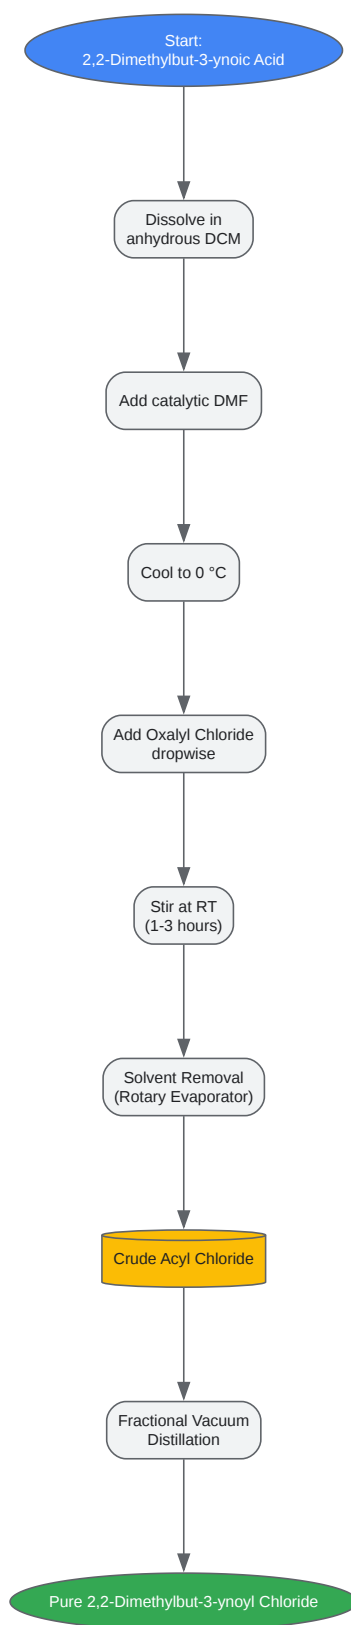 Start:
2,2-Dimethylbut-3-ynoic Acid
Dissolve in
anhydrous DCM
Add catalytic DMF
Cool to 0 °C
Add Oxalyl Chloride
dropwise
Stir at RT
(1-3 hours)
Solvent Removal
(Rotary Evaporator)
Crude Acyl Chloride
Fractional Vacuum
Distillation
Pure 2,2-Dimethylbut-3-ynoyl Chloride